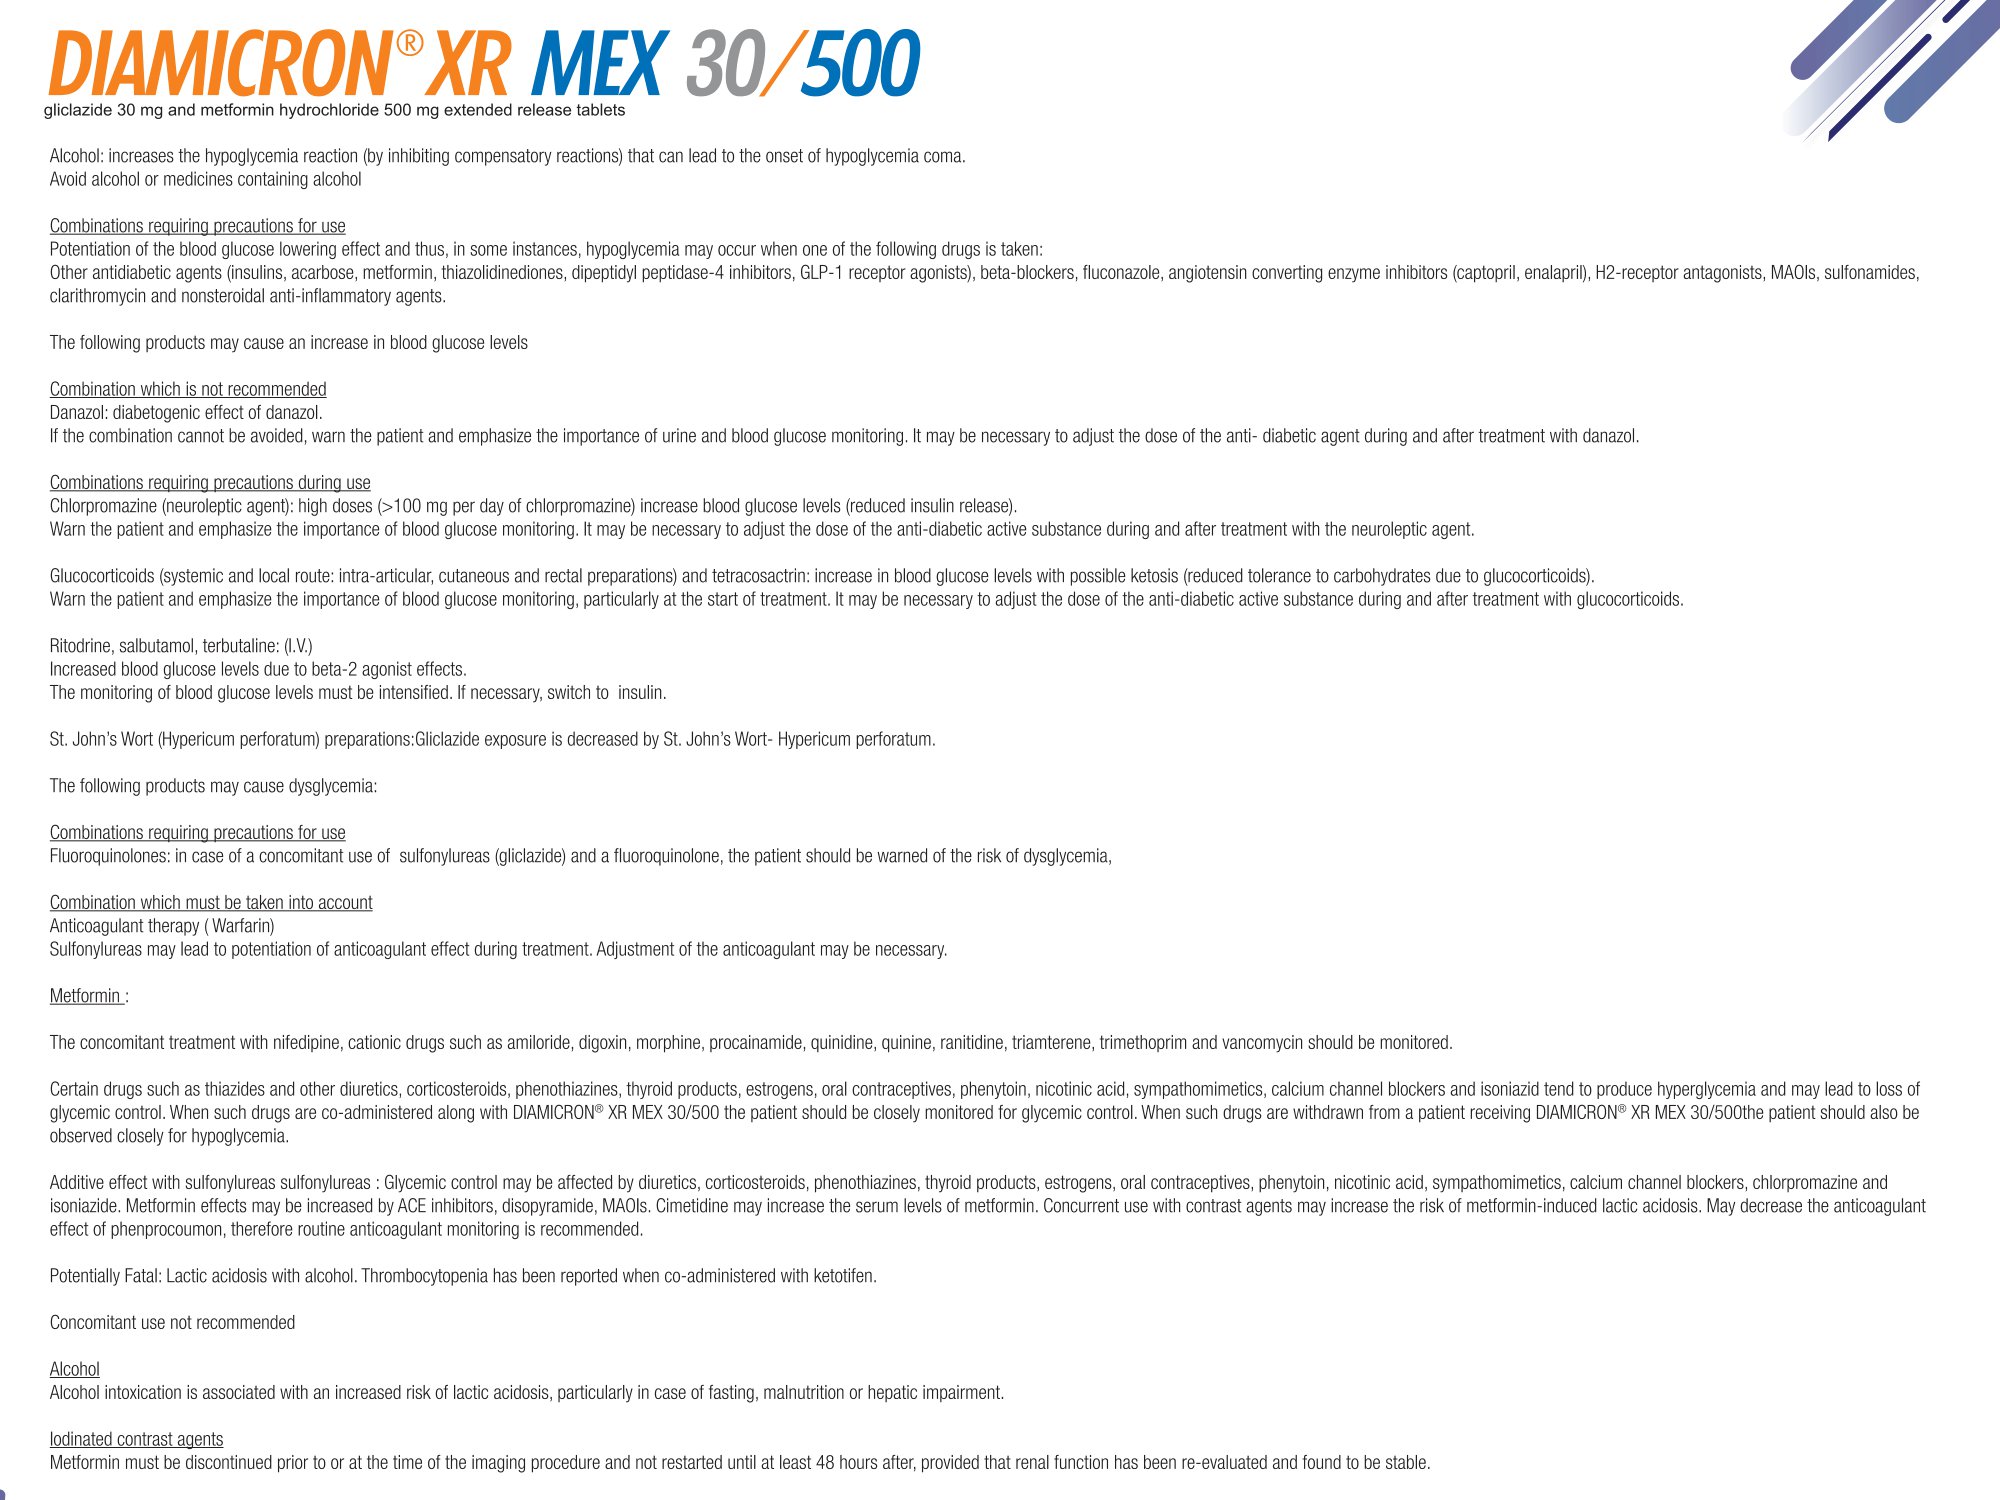 DIAMICRON® XR MEX 30/500
gliclazide 30 mg and metformin hydrochloride 500 mg extended release tablets
Alcohol: increases the hypoglycemia reaction (by inhibiting compensatory reactions) that can lead to the onset of hypoglycemia coma.
Avoid alcohol or medicines containing alcohol
Combinations requiring precautions for use
Potentiation of the blood glucose lowering effect and thus, in some instances, hypoglycemia may occur when one of the following drugs is taken:
Other antidiabetic agents (insulins, acarbose, metformin, thiazolidinediones, dipeptidyl peptidase-4 inhibitors, GLP-1 receptor agonists), beta-blockers, fluconazole, angiotensin converting enzyme inhibitors (captopril, enalapril), H2-receptor antagonists, MAOIs, sulfonamides,
clarithromycin and nonsteroidal anti-inflammatory agents.
The following products may cause an increase in blood glucose levels
Combination which is not recommended
Danazol: diabetogenic effect of danazol.
If the combination cannot be avoided, warn the patient and emphasize the importance of urine and blood glucose monitoring. It may be necessary to adjust the dose of the anti- diabetic agent during and after treatment with danazol.
Combinations requiring precautions during use
Chlorpromazine (neuroleptic agent): high doses (>100 mg per day of chlorpromazine) increase blood glucose levels (reduced insulin release).
Warn the patient and emphasize the importance of blood glucose monitoring. It may be necessary to adjust the dose of the anti-diabetic active substance during and after treatment with the neuroleptic agent.
Glucocorticoids (systemic and local route: intra-articular, cutaneous and rectal preparations) and tetracosactrin: increase in blood glucose levels with possible ketosis (reduced tolerance to carbohydrates due to glucocorticoids).
Warn the patient and emphasize the importance of blood glucose monitoring, particularly at the start of treatment. It may be necessary to adjust the dose of the anti-diabetic active substance during and after treatment with glucocorticoids.
Ritodrine, salbutamol, terbutaline: (I.V.)
Increased blood glucose levels due to beta-2 agonist effects.
The monitoring of blood glucose levels must be intensified. If necessary, switch to  insulin.
St. John’s Wort (Hypericum perforatum) preparations:Gliclazide exposure is decreased by St. John’s Wort- Hypericum perforatum.
The following products may cause dysglycemia:
Combinations requiring precautions for use
Fluoroquinolones: in case of a concomitant use of  sulfonylureas (gliclazide) and a fluoroquinolone, the patient should be warned of the risk of dysglycemia,
Combination which must be taken into account
Anticoagulant therapy ( Warfarin)
Sulfonylureas may lead to potentiation of anticoagulant effect during treatment. Adjustment of the anticoagulant may be necessary.
Metformin :
The concomitant treatment with nifedipine, cationic drugs such as amiloride, digoxin, morphine, procainamide, quinidine, quinine, ranitidine, triamterene, trimethoprim and vancomycin should be monitored.
Certain drugs such as thiazides and other diuretics, corticosteroids, phenothiazines, thyroid products, estrogens, oral contraceptives, phenytoin, nicotinic acid, sympathomimetics, calcium channel blockers and isoniazid tend to produce hyperglycemia and may lead to loss of
glycemic control. When such drugs are co-administered along with DIAMICRON® XR MEX 30/500 the patient should be closely monitored for glycemic control. When such drugs are withdrawn from a patient receiving DIAMICRON® XR MEX 30/500the patient should also be
observed closely for hypoglycemia.
Additive effect with sulfonylureas sulfonylureas : Glycemic control may be affected by diuretics, corticosteroids, phenothiazines, thyroid products, estrogens, oral contraceptives, phenytoin, nicotinic acid, sympathomimetics, calcium channel blockers, chlorpromazine and
isoniazide. Metformin effects may be increased by ACE inhibitors, disopyramide, MAOIs. Cimetidine may increase the serum levels of metformin. Concurrent use with contrast agents may increase the risk of metformin-induced lactic acidosis. May decrease the anticoagulant
effect of phenprocoumon, therefore routine anticoagulant monitoring is recommended.
Potentially Fatal: Lactic acidosis with alcohol. Thrombocytopenia has been reported when co-administered with ketotifen.
Concomitant use not recommended
Alcohol
Alcohol intoxication is associated with an increased risk of lactic acidosis, particularly in case of fasting, malnutrition or hepatic impairment.
Iodinated contrast agents
Metformin must be discontinued prior to or at the time of the imaging procedure and not restarted until at least 48 hours after, provided that renal function has been re-evaluated and found to be stable.